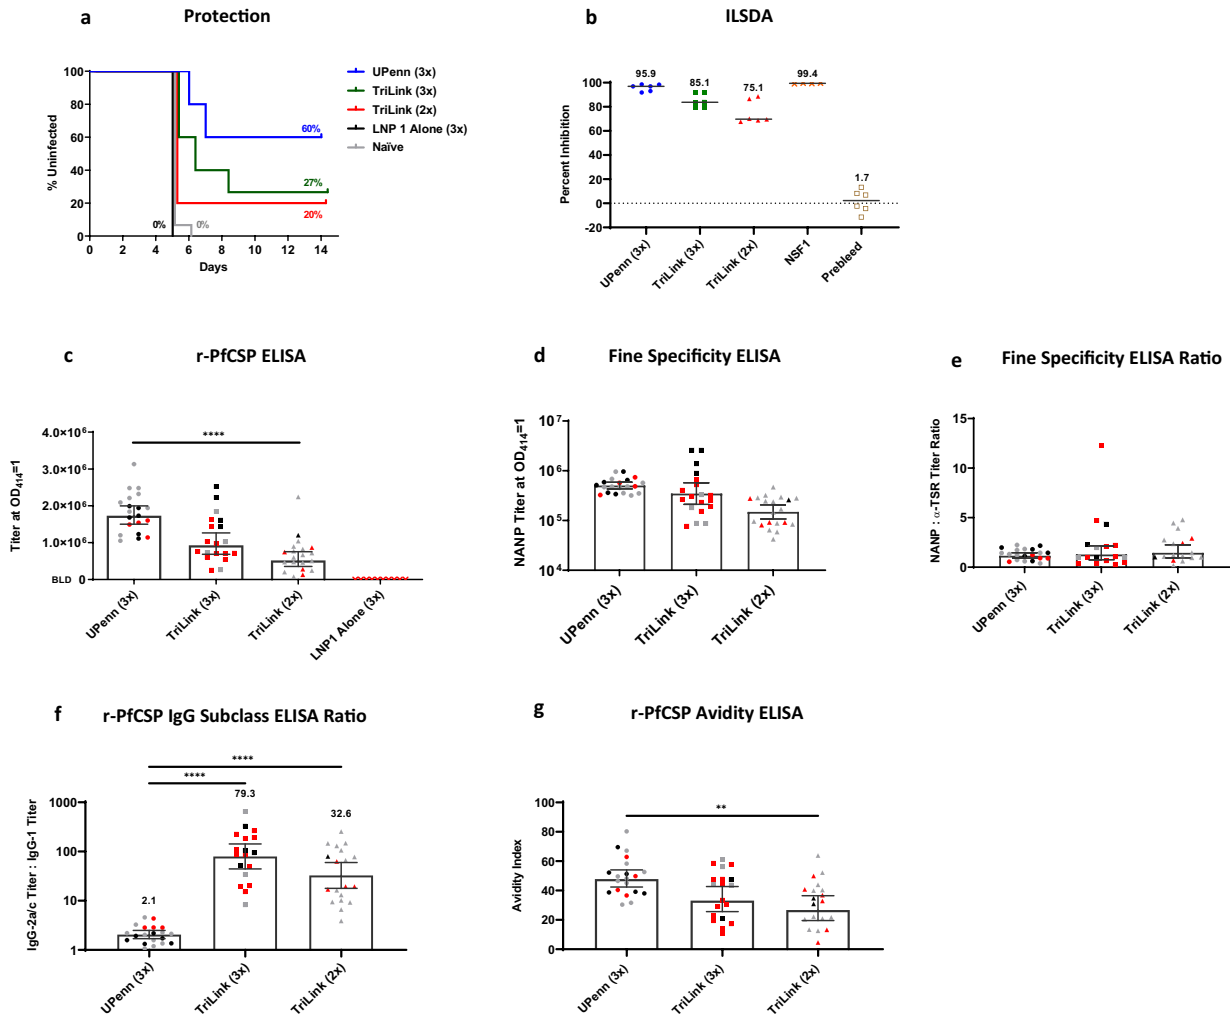 a
Protection
100
80
60
40
20
0
% Uninfected
0
2
4
6
8
10
12
14
Days
60%
27%
20%
0%
0%
UPenn (3x)
TriLink (3x)
TriLink (2x)
LNP 1 Alone (3x)
Naïve
b
ILSDA
100
80
60
40
20
0
-20
Percent Inhibition
95.9
85.1
75.1
99.4
1.7
UPenn (3x)
TriLink (3x)
TriLink (2x)
NSF1
Prebleed
c
r-PfCSP ELISA
4.0×10⁶
3.0×10⁶
2.0×10⁶
1.0×10⁶
0
BLD
Titer at OD₄₁₄=1
****
UPenn (3x)
TriLink (3x)
TriLink (2x)
LNP1 Alone (3x)
d
Fine Specificity ELISA
10⁷
10⁶
10⁵
10⁴
NANP Titer at OD₄₁₄=1
UPenn (3x)
TriLink (3x)
TriLink (2x)
e
Fine Specificity ELISA Ratio
15
10
5
0
NANP : α-TSR Titer Ratio
UPenn (3x)
TriLink (3x)
TriLink (2x)
f
r-PfCSP IgG Subclass ELISA Ratio
****
****
1000
100
10
1
IgG-2a/c Titer : IgG-1 Titer
2.1
79.3
32.6
UPenn (3x)
TriLink (3x)
TriLink (2x)
g
r-PfCSP Avidity ELISA
100
80
60
40
20
0
Avidity Index
**
UPenn (3x)
TriLink (3x)
TriLink (2x)